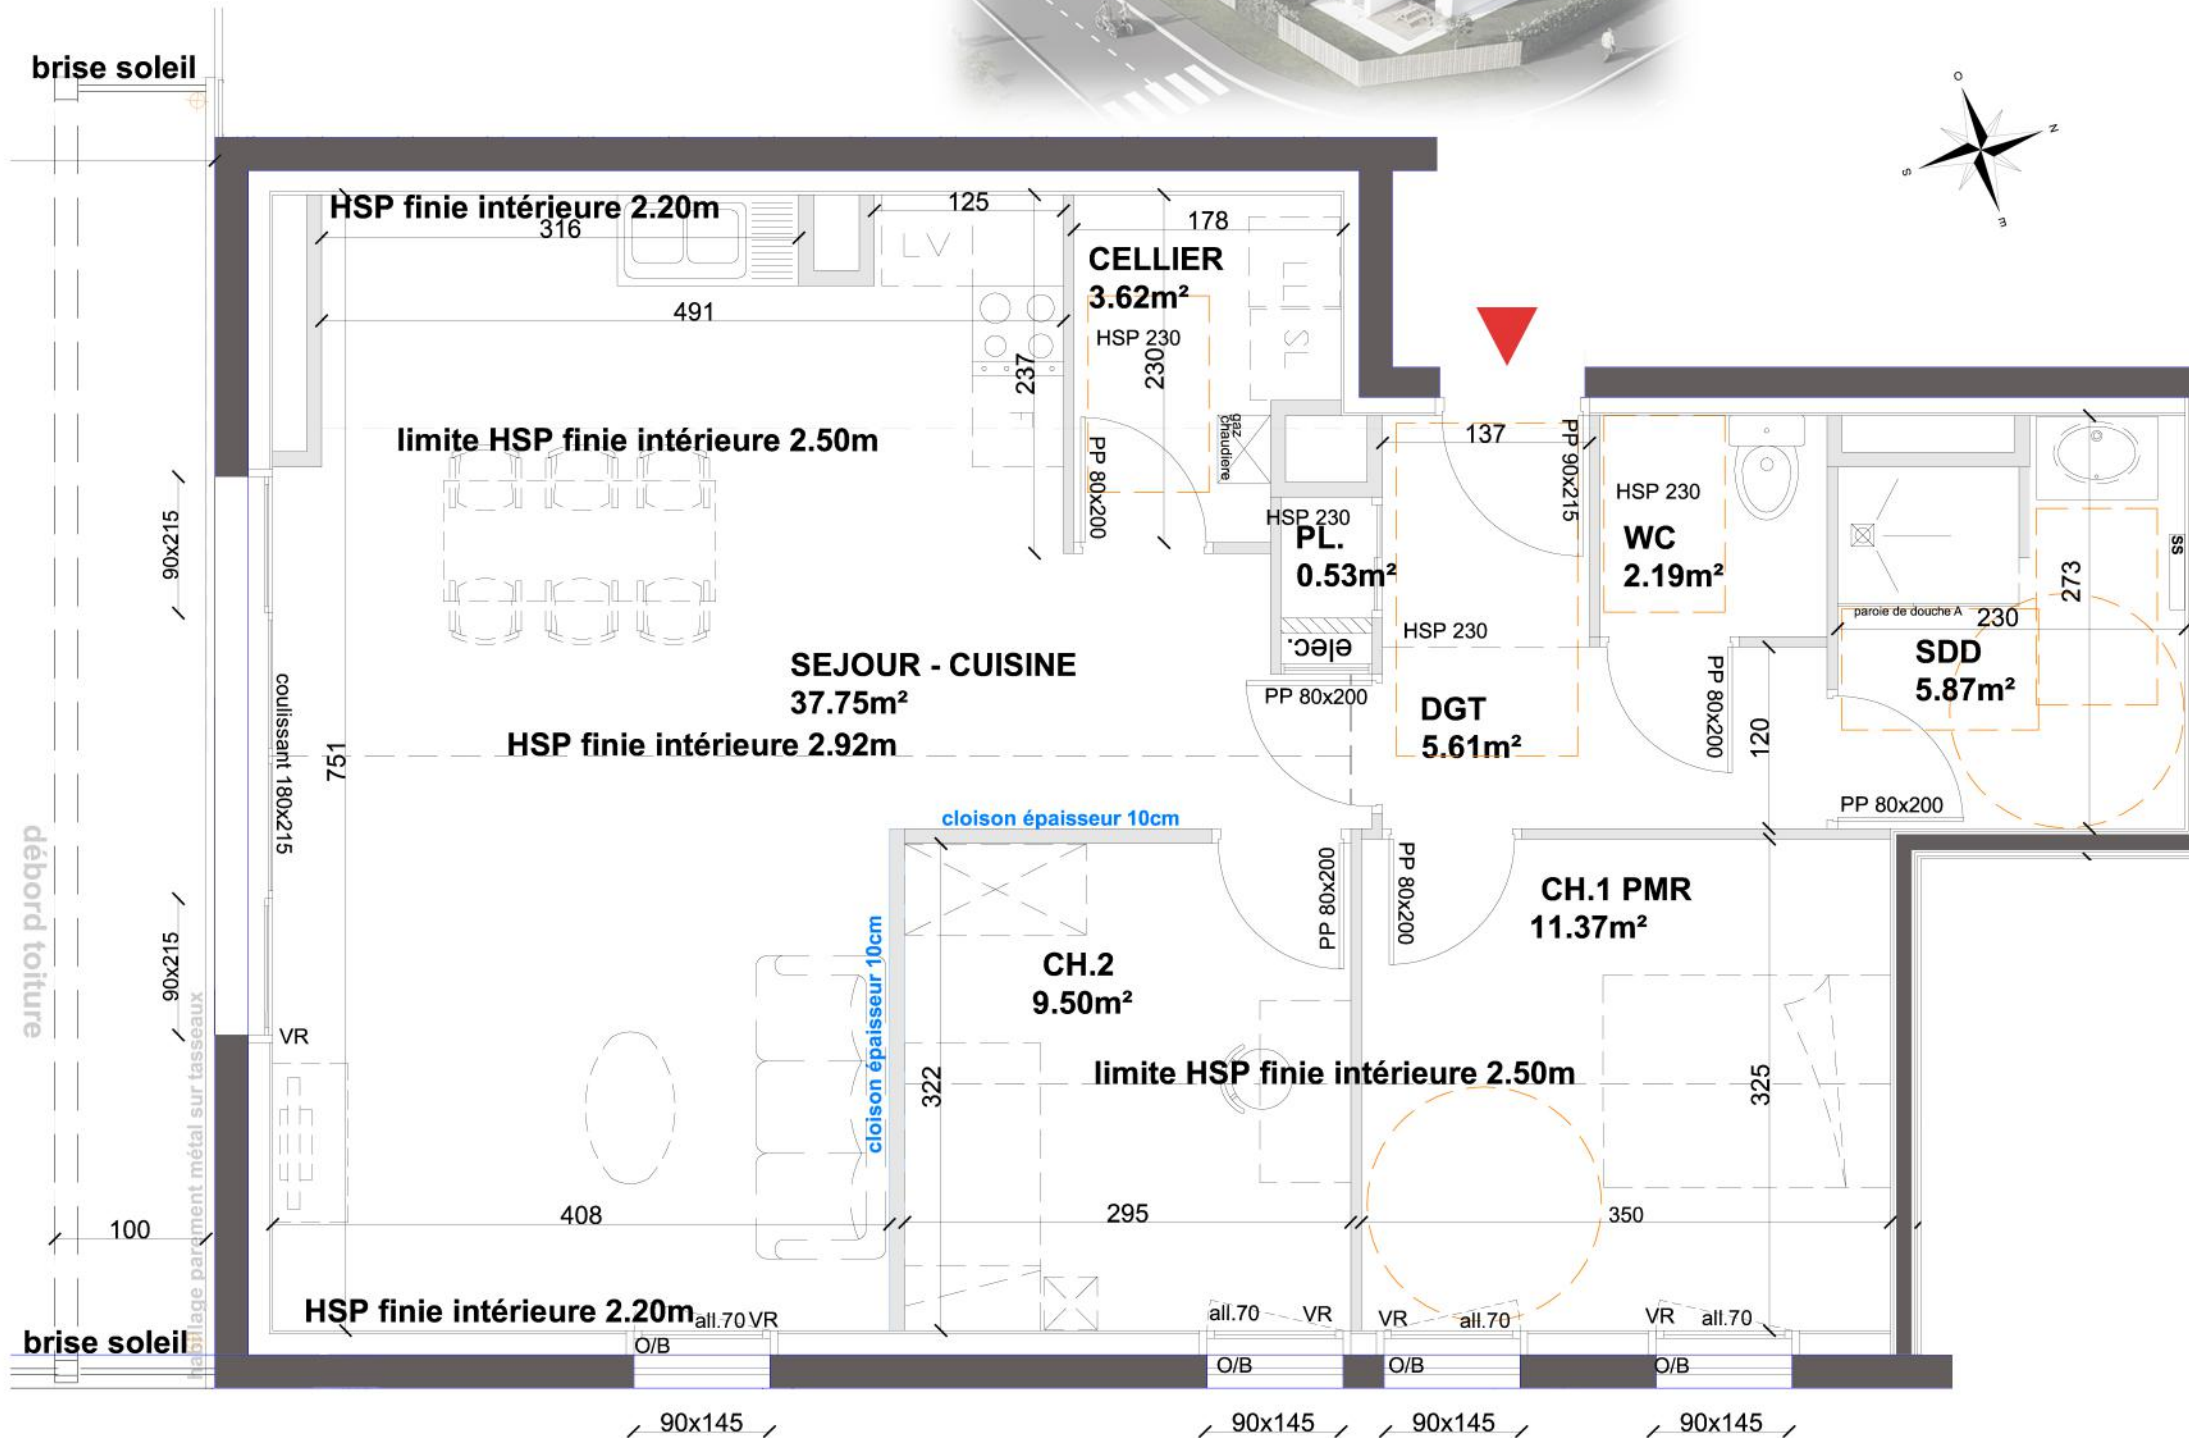 brise soleil
O
N
S
E
HSP finie intérieure 2.20m
316
125
178
LV
CELLIER
3.62m²
LL
491
HSP 230
SL
237
230
limite HSP finie intérieure 2.50m
gaz
chaudiere
PP 80x200
137
PP 90x215
HSP 230
WC
2.19m²
HSP 230
PL.
0.53m²
90x215
273
SS
paroie de douche A
230
elec.
HSP 230
SDD
5.87m²
SEJOUR - CUISINE
37.75m²
PP 80x200
DGT
5.61m²
PP 80x200
120
coulissant 180x215
HSP finie intérieure 2.92m
751
PP 80x200
cloison épaisseur 10cm
débord toiture
PP 80x200
PP 80x200
CH.1 PMR
11.37m²
90x215
cloison épaisseur 10cm
CH.2
9.50m²
VR
limite HSP finie intérieure 2.50m
322
325
habillage parement métal sur tasseaux
408
295
350
100
HSP finie intérieure 2.20m
all.70 VR
all.70 VR
VR all.70
VR all.70
brise soleil
O/B
O/B
O/B
O/B
90x145
90x145
90x145
90x145